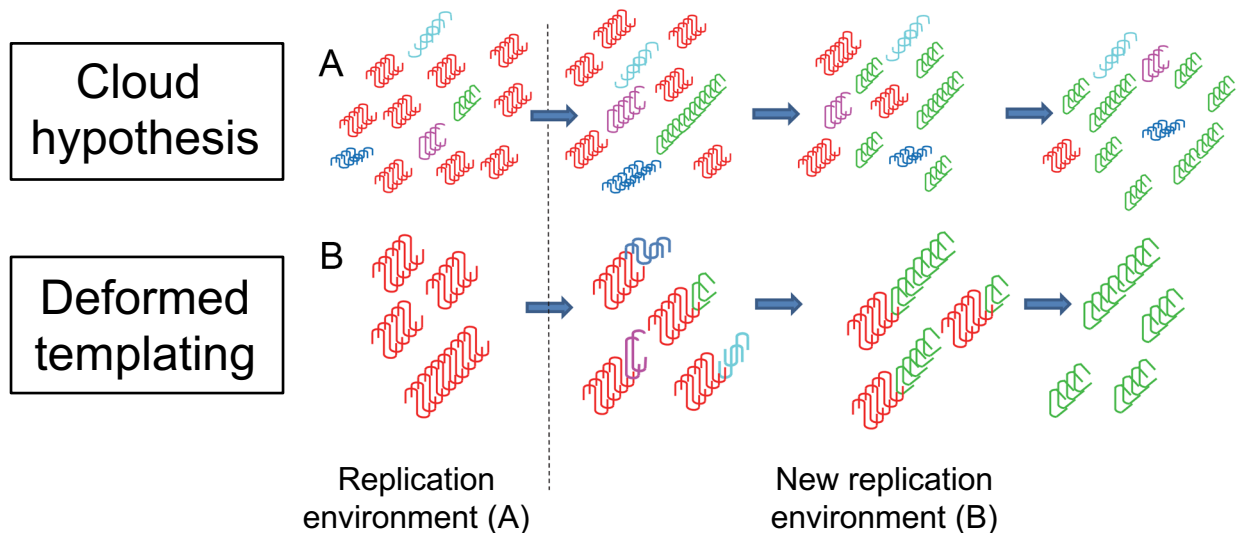 Cloud
hypothesis
A
Deformed
templating
B
Replication
environment (A)
New replication
environment (B)